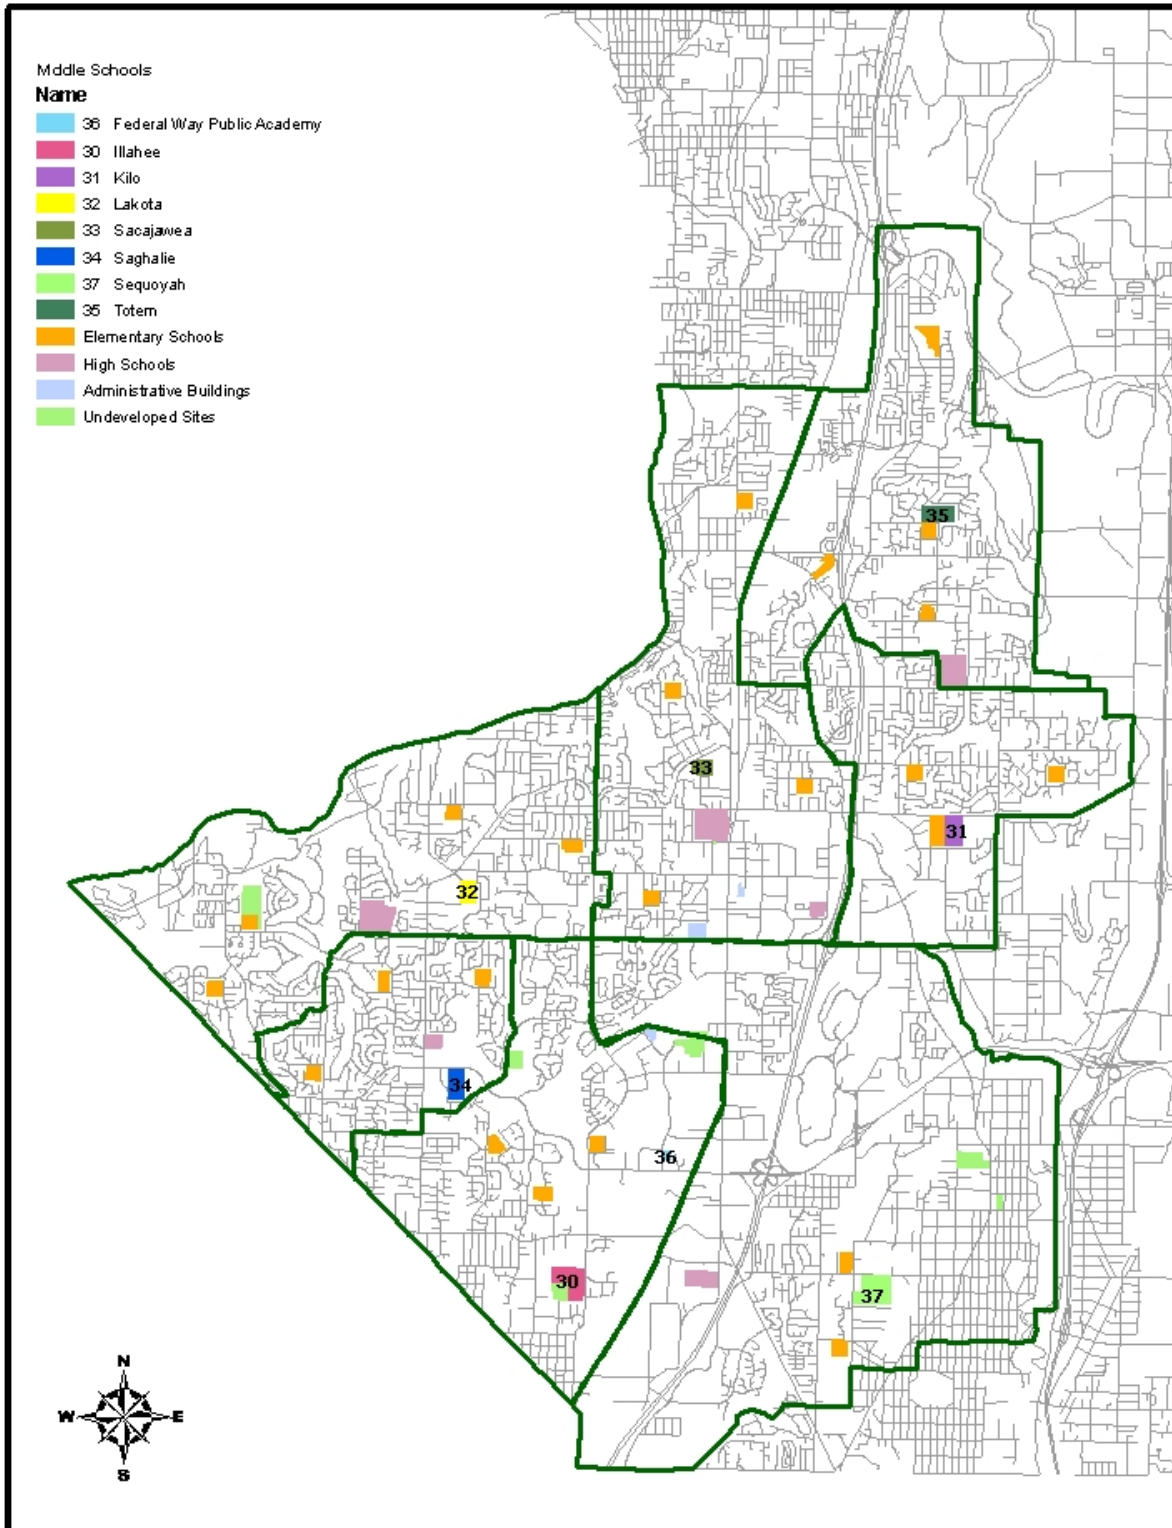 Middle Schools
Name
36 Federal Way Public Academy
30 Illahee
31 Kilo
32 Lakota
33 Sacajawea
34 Saghalie
37 Sequoyah
35 Totem
Elementary Schools
High Schools
Administrative Buildings
Undeveloped Sites
35
33
31
32
34
36
30
37
N
W E
S